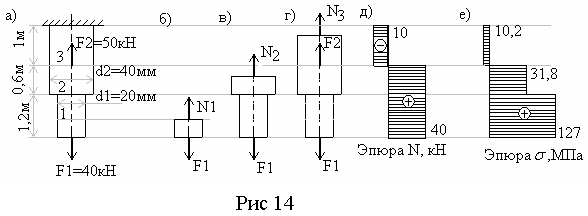 а)
б)
в)
г)
д)
е)
N3
10
10,2
1м
F2=50кН
3
F2
N2
0,6м
d2=40мм
2
31,8
d1=20мм
1
N1
1,2м
40
127
F1
F1=40кН
F1
F1
Эпюра N, кН
Эпюра σ,МПа
Рис 14